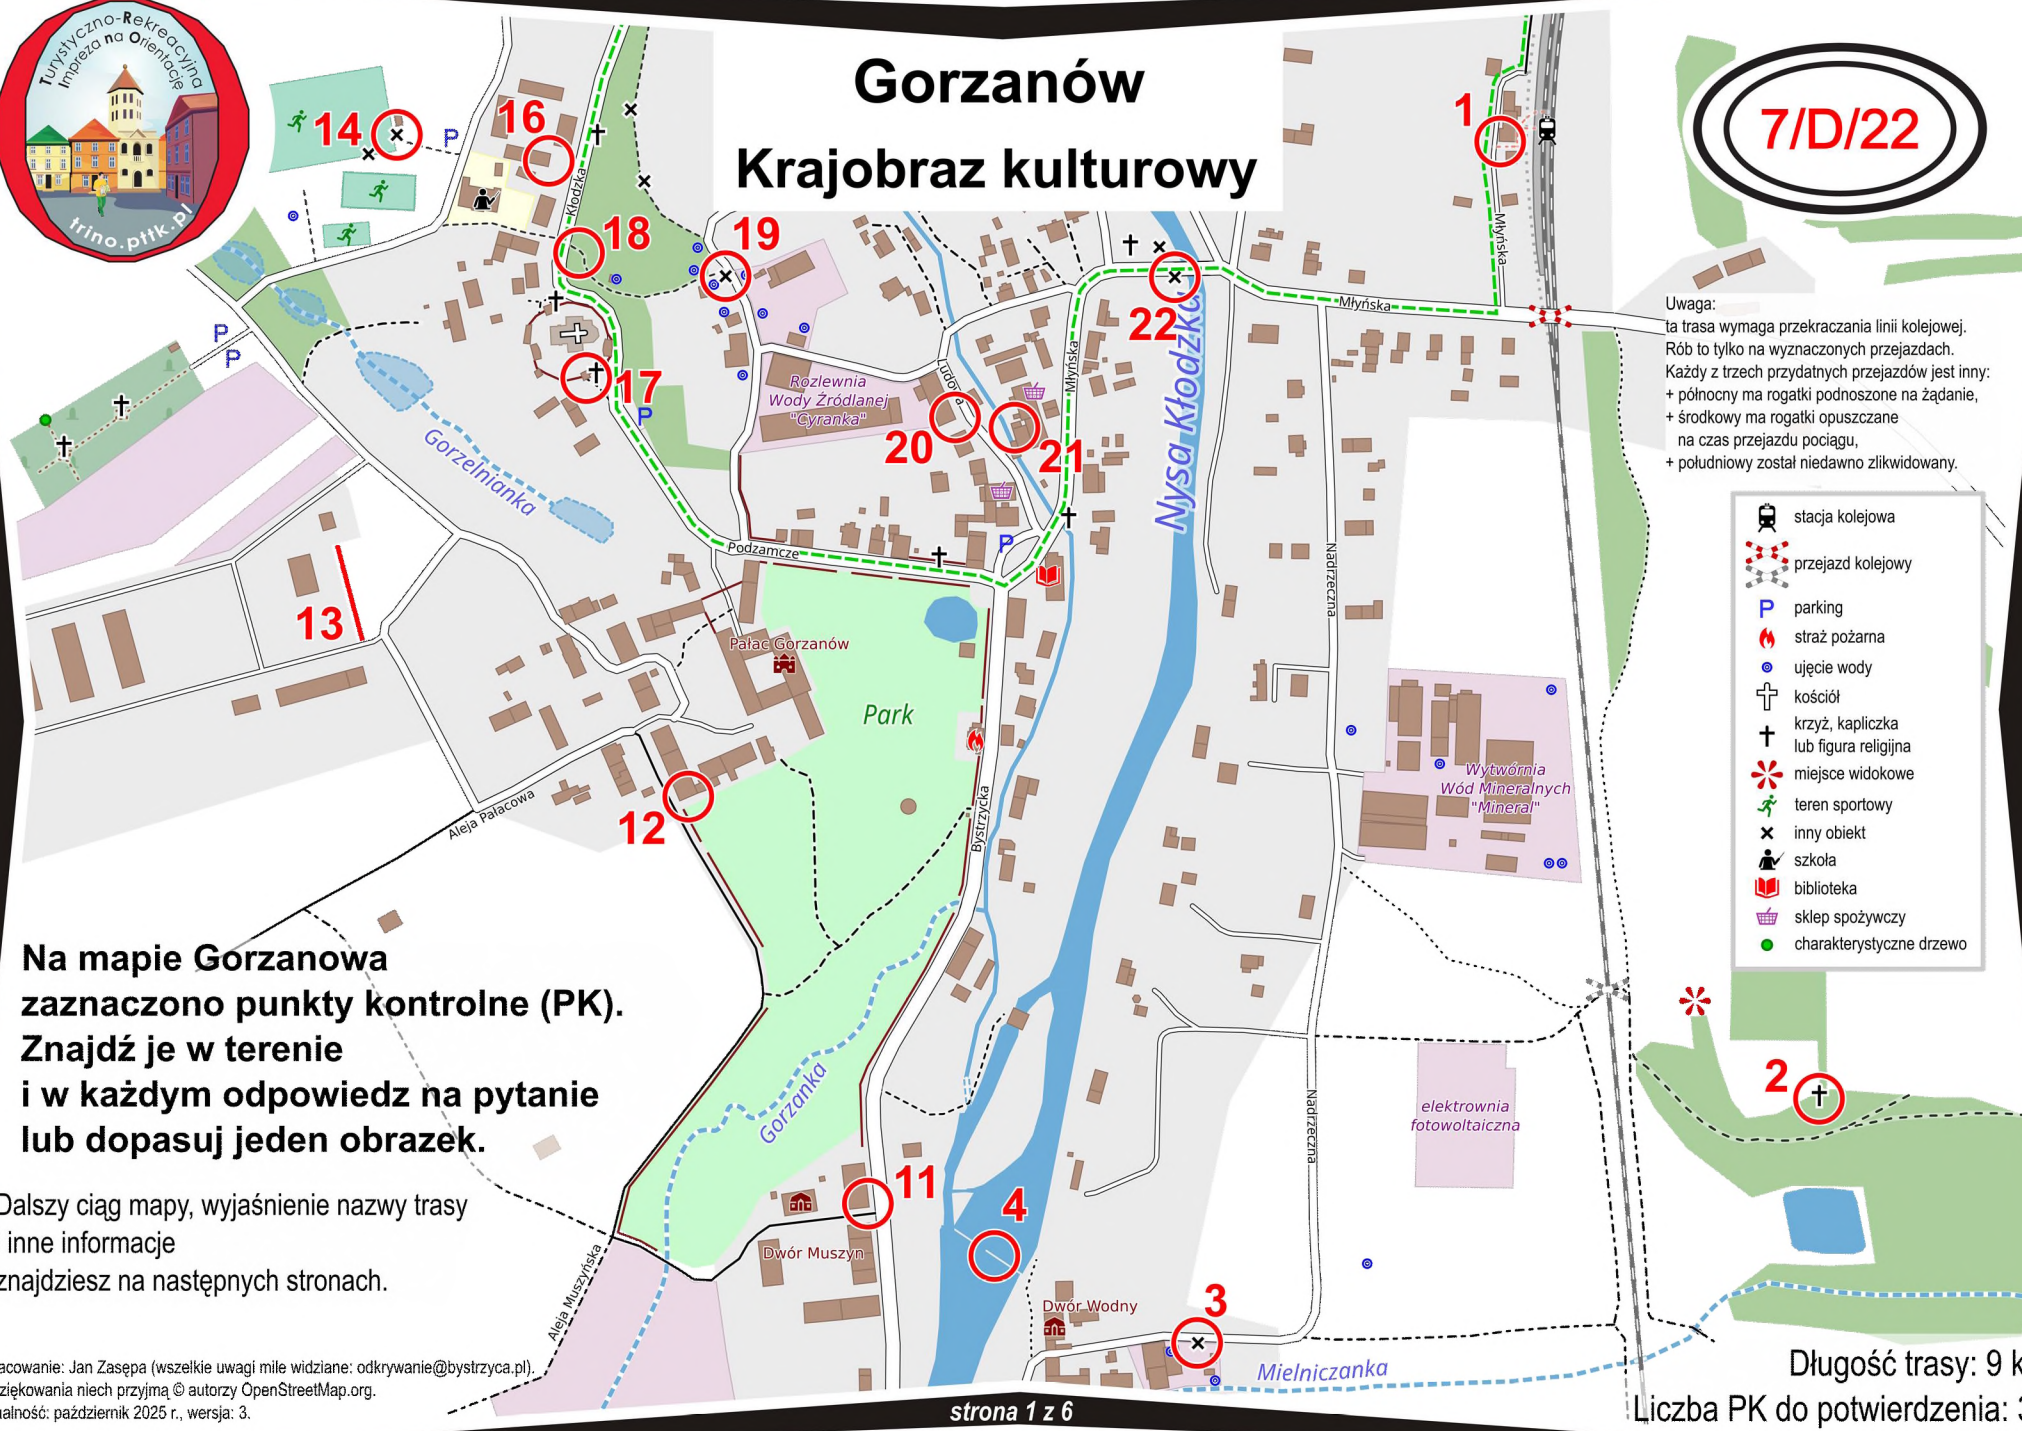 Turystyczno-Rekreacyjna
Impreza na Orientację
trino.pttk.pl
Gorzanów
Krajobraz kulturowy
7/D/22
14
16
1
18
19
22
17
20
21
13
12
11
4
3
2
P
P
P
P
P
Kłodzka
Młyńska
Młyńska
Młyńska
Ludowa
Rozlewnia
Wody Źródlanej
"Cyranka"
Nysa Kłodzka
Gorzelnianka
Podzamcze
Nadrzeczna
Pałac Gorzanów
Park
Bystrzycka
Aleja Pałacowa
Wytwórnia
Wód Mineralnych
"Mineral"
Gorzanka
elektrownia
fotowoltaiczna
Nadrzeczna
Dwór Muszyn
Aleja Muszyńska
Dwór Wodny
Mielniczanka
Uwaga:
ta trasa wymaga przekraczania linii kolejowej.
Rób to tylko na wyznaczonych przejazdach.
Każdy z trzech przydatnych przejazdów jest inny:
+ północny ma rogatki podnoszone na żądanie,
+ środkowy ma rogatki opuszczane
na czas przejazdu pociągu,
+ południowy został niedawno zlikwidowany.
stacja kolejowa
przejazd kolejowy
P parking
straż pożarna
ujęcie wody
kościół
krzyż, kapliczka
lub figura religijna
miejsce widokowe
teren sportowy
inny obiekt
szkoła
biblioteka
sklep spożywczy
charakterystyczne drzewo
Na mapie Gorzanowa
zaznaczono punkty kontrolne (PK).
Znajdź je w terenie
i w każdym odpowiedz na pytanie
lub dopasuj jeden obrazek.
Dalszy ciąg mapy, wyjaśnienie nazwy trasy
inne informacje
znajdziesz na następnych stronach.
acowanie: Jan Zasępa (wszelkie uwagi mile widziane: odkrywanie@bystrzyca.pl).
ziękowania niech przyjmą © autorzy OpenStreetMap.org.
ualność: październik 2025 r., wersja: 3.
strona 1 z 6
Długość trasy: 9 k
Liczba PK do potwierdzenia: 3